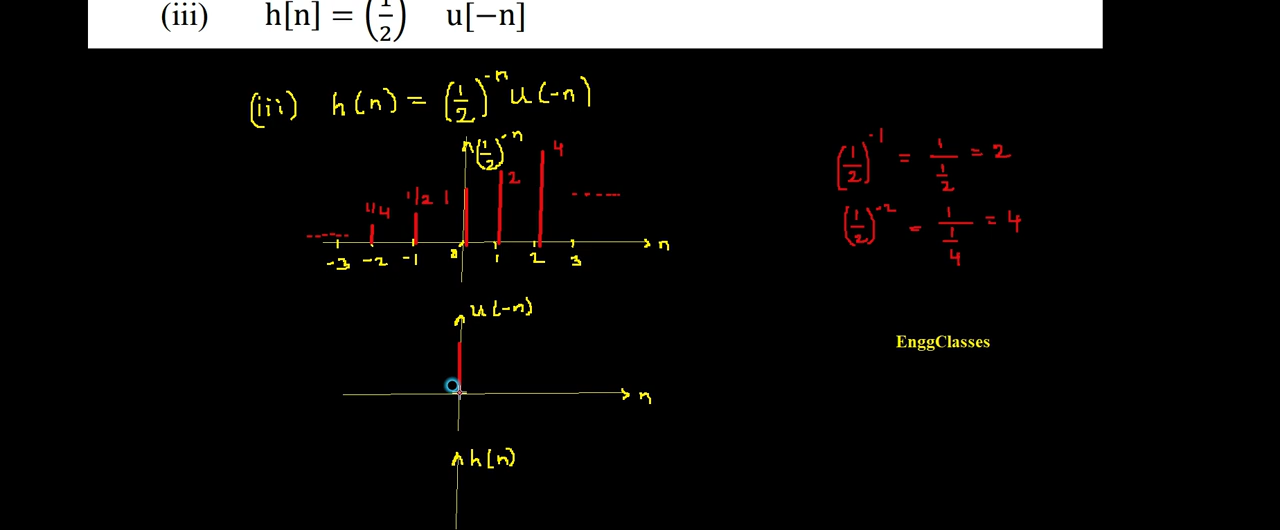 (iii) h[n] = (1/2) u[−n]
(iii) h(n) = (1/2)^-n u(-n)
(1/2)^-n
4
2
1/4 1/2 1
------ ------
n
-3 -2 -1 0 1 2 3
(1/2)^-1 = 1/(1/2) = 2
(1/2)^-2 = 1/(1/4) = 4
u(-n)
EnggClasses
n
h[n)